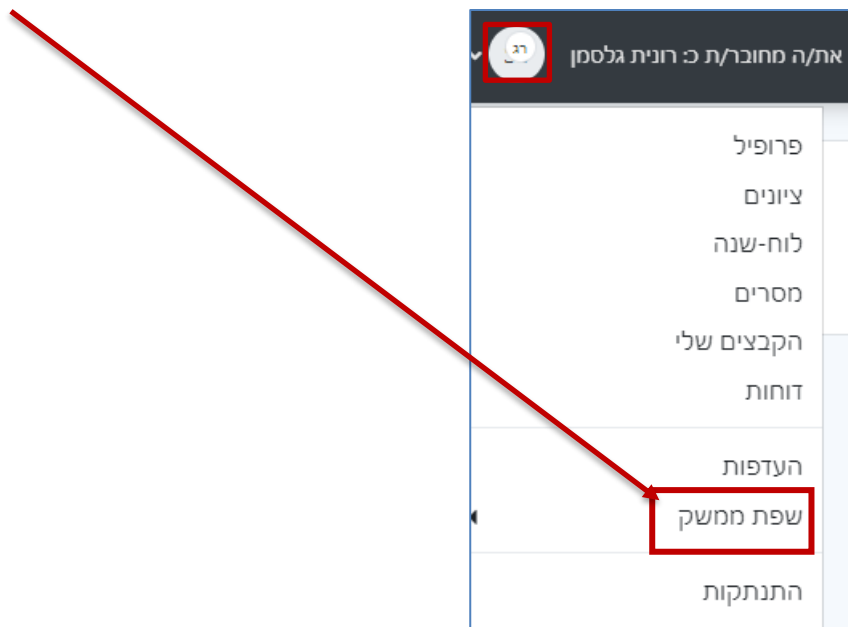 את/ה מחובר/ת כ: רונית גלסמן רג
פרופיל
ציונים
לוח-שנה
מסרים
הקבצים שלי
דוחות
העדפות
שפת ממשק
התנתקות